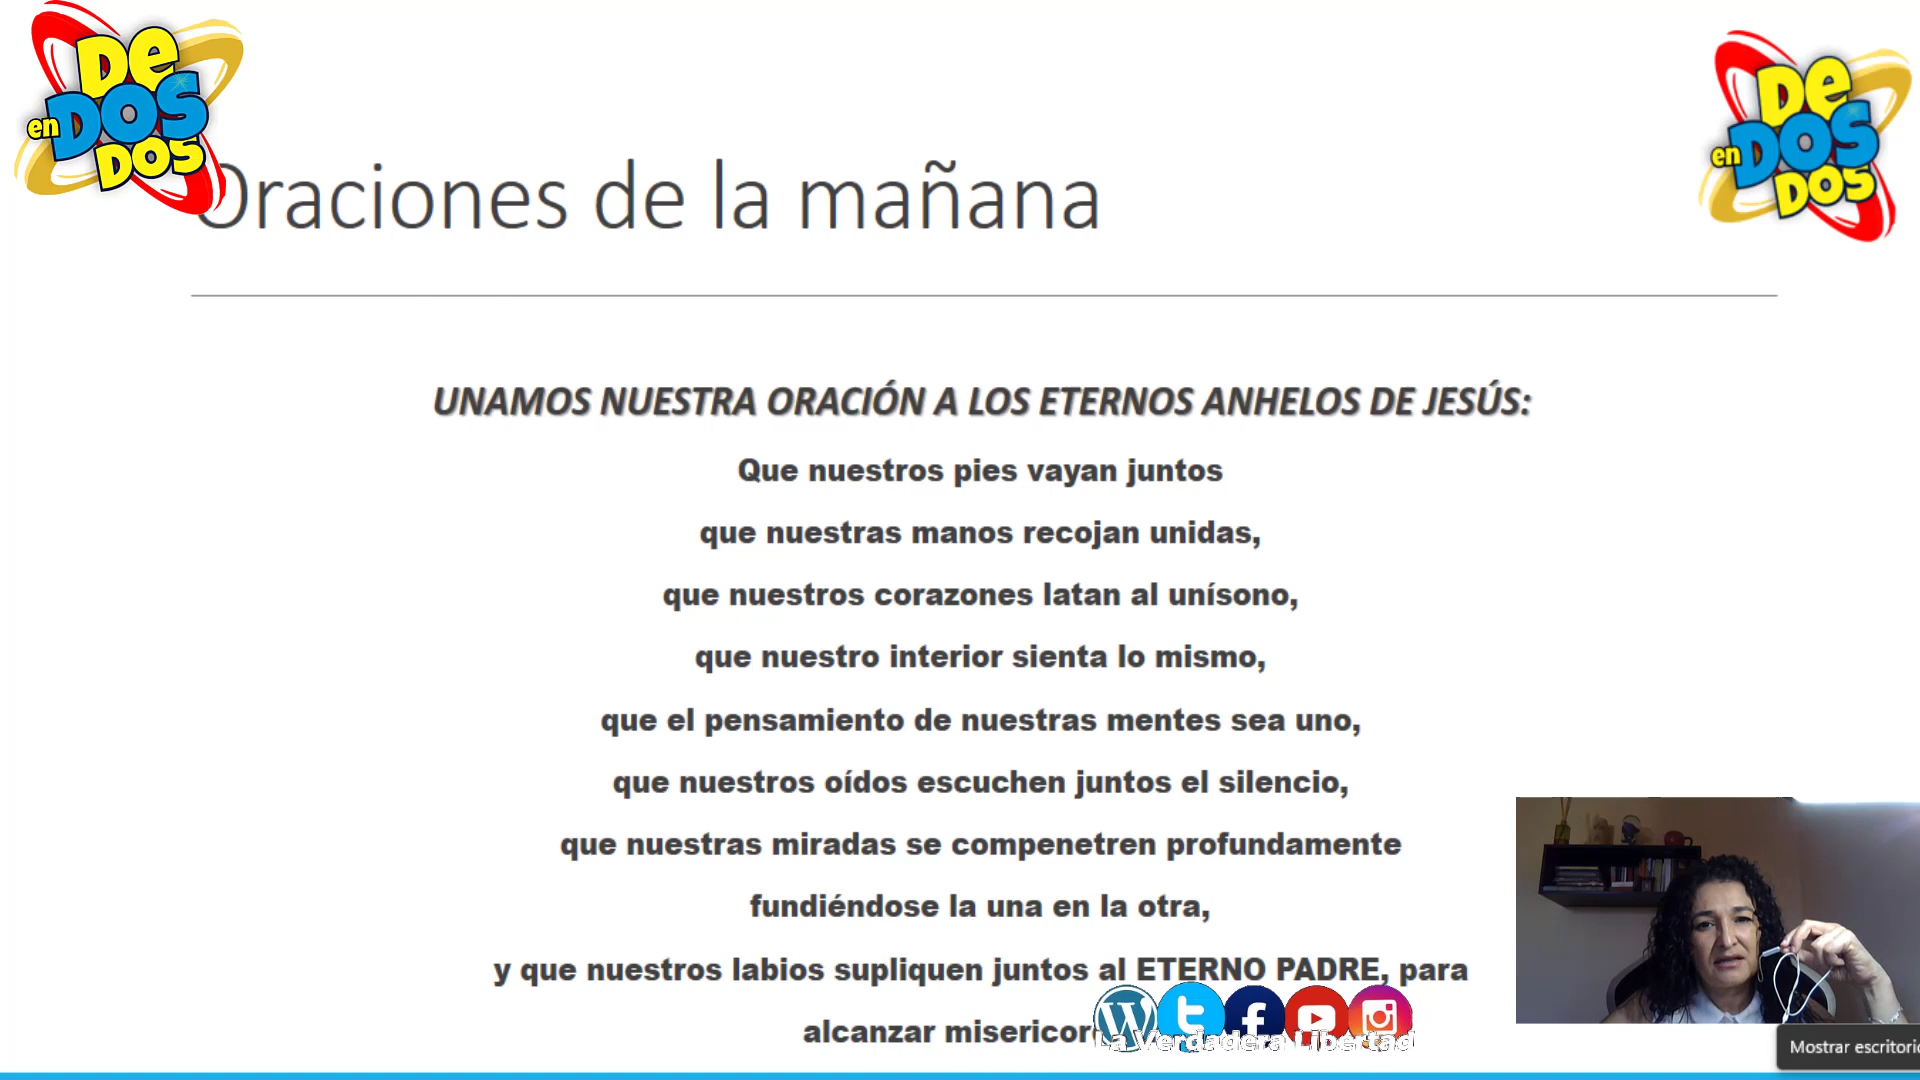 De
en DOS
DOS
De
en DOS
DOS
Oraciones de la mañana
UNAMOS NUESTRA ORACIÓN A LOS ETERNOS ANHELOS DE JESÚS:
Que nuestros pies vayan juntos
que nuestras manos recojan unidas,
que nuestros corazones latan al unísono,
que nuestro interior sienta lo mismo,
que el pensamiento de nuestras mentes sea uno,
que nuestros oídos escuchen juntos el silencio,
que nuestras miradas se compenetren profundamente
fundiéndose la una en la otra,
y que nuestros labios supliquen juntos al ETERNO PADRE, para
alcanzar
La Verdadera Libertad
Mostrar